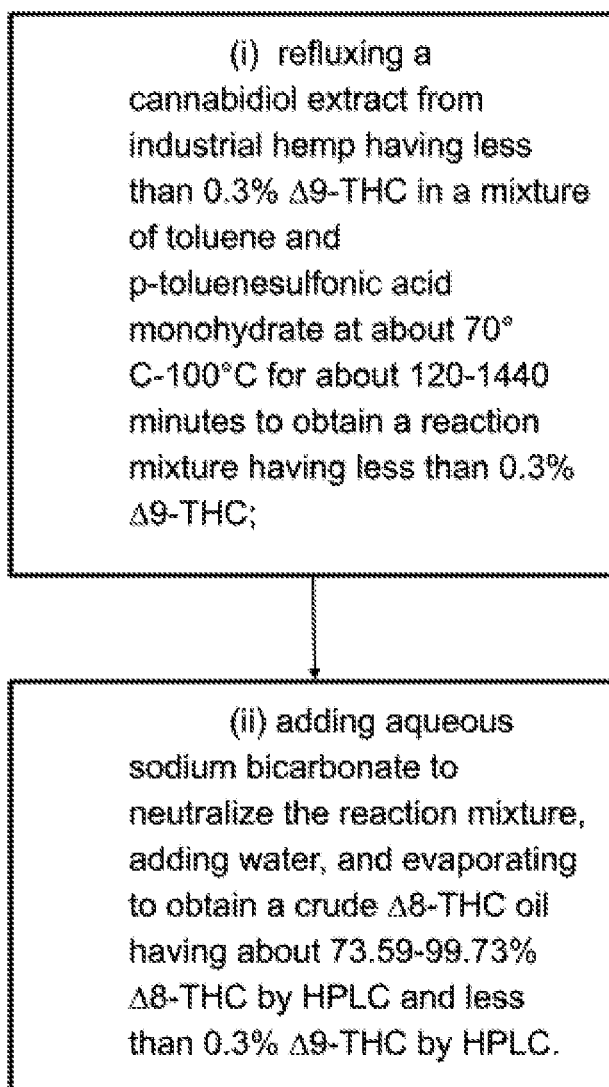 (i) refluxing a
cannabidiol extract from
industrial hemp having less
than 0.3% Δ9-THC in a mixture
of toluene and
p-toluenesulfonic acid
monohydrate at about 70°
C-100°C for about 120-1440
minutes to obtain a reaction
mixture having less than 0.3%
Δ9-THC;
(ii) adding aqueous
sodium bicarbonate to
neutralize the reaction mixture,
adding water, and evaporating
to obtain a crude Δ8-THC oil
having about 73.59-99.73%
Δ8-THC by HPLC and less
than 0.3% Δ9-THC by HPLC.